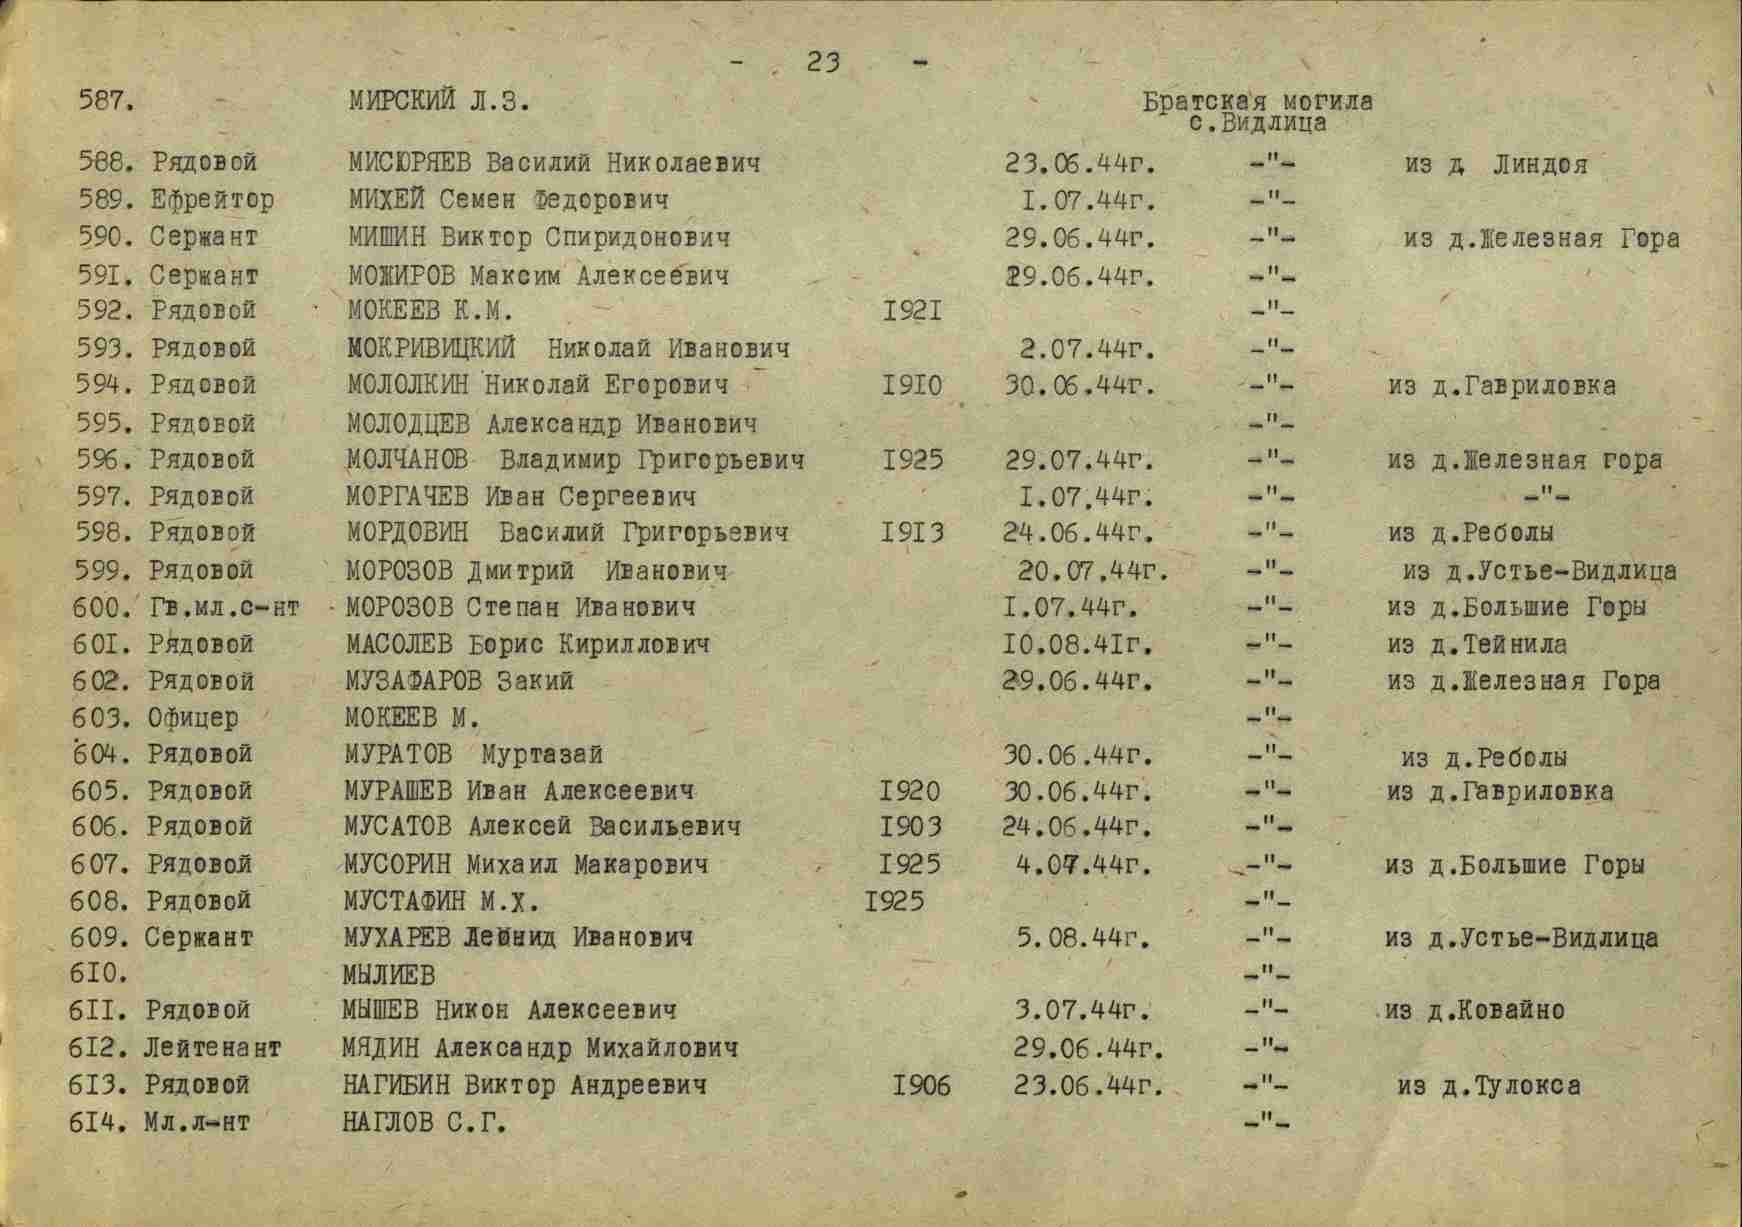 - 23 -
587. МИРСКИЙ Л.З. Братская могила
с.Видлица
588. Рядовой МИСЮРЯЕВ Василий Николаевич 23.06.44г. -"- из д Линдоя
589. Ефрейтор МИХЕЙ Семен Федорович I.07.44г. -"-
590. Сержант МИШИН Виктор Спиридонович 29.06.44г. -"- из д.Железная Гора
59I. Сержант МОЖИРОВ Максим Алексеевич 29.06.44г. -"-
592. Рядовой МОКЕЕВ К.М. I92I -"-
593. Рядовой МОКРИВИЦКИЙ Николай Иванович 2.07.44г. -"-
594. Рядовой МОЛОЛКИН Николай Егорович I9I0 30.06.44г. -"- из д.Гавриловка
595. Рядовой МОЛОДЦЕВ Александр Иванович -"-
596. Рядовой МОЛЧАНОВ Владимир Григорьевич I925 29.07.44г. -"- из д.Железная гора
597. Рядовой МОРГАЧЕВ Иван Сергеевич I.07.44г. -"- -"-
598. Рядовой МОРДОВИН Василий Григорьевич I9I3 24.06.44г. -"- из д.Реболы
599. Рядовой МОРОЗОВ Дмитрий Иванович 20.07.44г. -"- из д.Устье-Видлица
600. Гв.мл.с-нт МОРОЗОВ Степан Иванович I.07.44г. -"- из д.Большие Горы
60I. Рядовой МАСОЛЕВ Борис Кириллович I0.08.4Iг. -"- из д.Тейнила
602. Рядовой МУЗАФАРОВ Закий 29.06.44г. -"- из д.Железная Гора
603. Офицер МОКЕЕВ М. -"-
604. Рядовой МУРАТОВ Муртазай 30.06.44г. -"- из д.Реболы
605. Рядовой МУРАШЕВ Иван Алексеевич I920 30.06.44г. -"- из д.Гавриловка
606. Рядовой МУСАТОВ Алексей Васильевич I903 24.06.44г. -"-
607. Рядовой МУСОРИН Михаил Макарович I925 4.07.44г. -"- из д.Большие Горы
608. Рядовой МУСТАФИН М.Х. I925 -"-
609. Сержант МУХАРЕВ Лейнид Иванович 5.08.44г. -"- из д.Устье-Видлица
6I0. МЫЛИЕВ -"-
6II. Рядовой МЫШЕВ Никон Алексеевич 3.07.44г. -"- из д.Ковайно
6I2. Лейтенант МЯДИН Александр Михайлович 29.06.44г. -"-
6I3. Рядовой НАГИБИН Виктор Андреевич I906 23.06.44г. -"- из д.Тулокса
6I4. Мл.л-нт НАГЛОВ С.Г. -"-